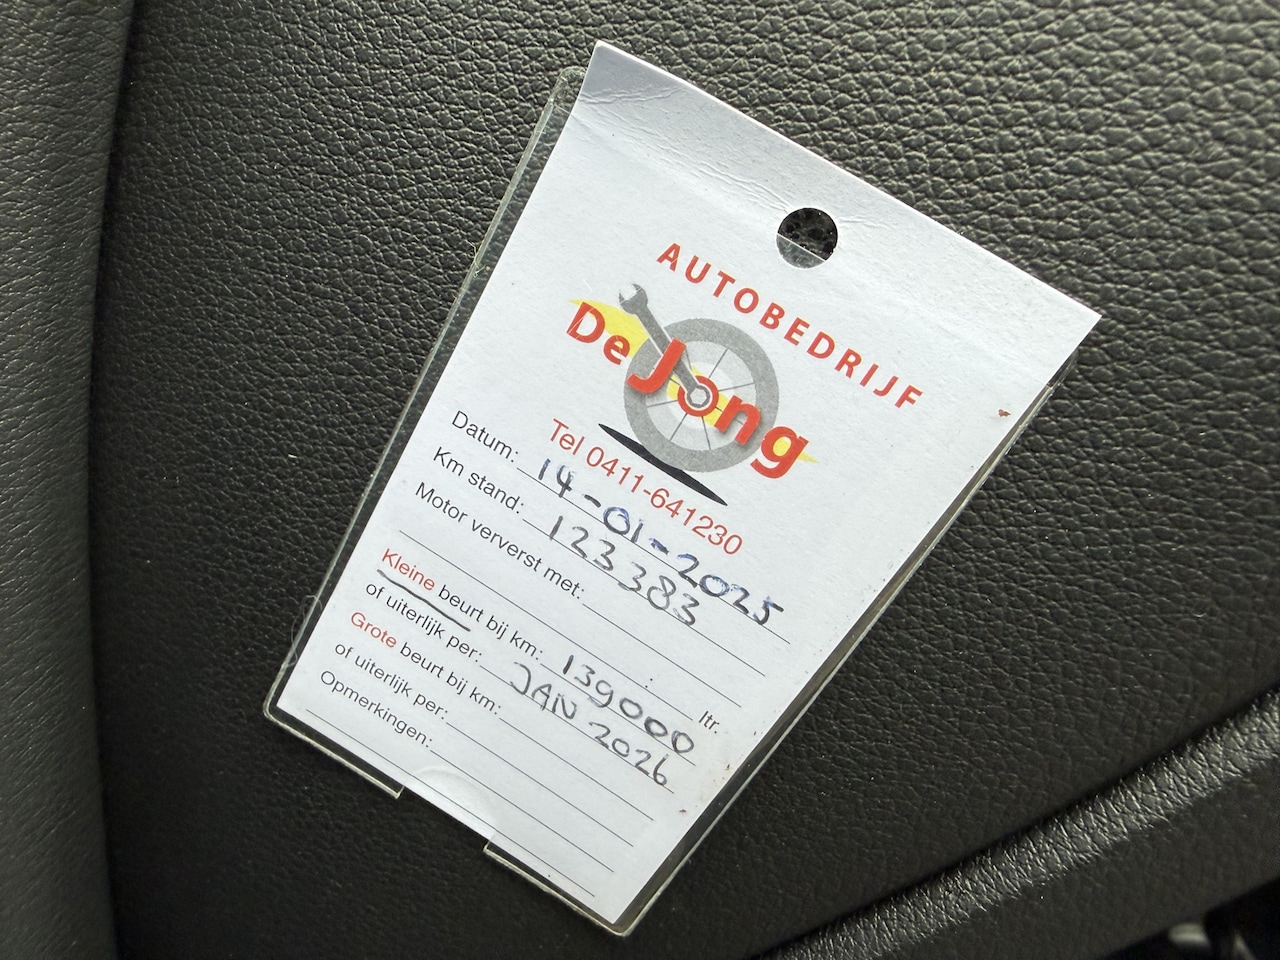 AUTOBEDRIJF
De Jong
Tel 0411-641230
Datum: 14-01-2025
Km stand: 123383
Motor ververst met:
ltr.
Kleine beurt bij km: 139000
of uiterlijk per: JAN 2026
Grote beurt bij km:
of uiterlijk per:
Opmerkingen: